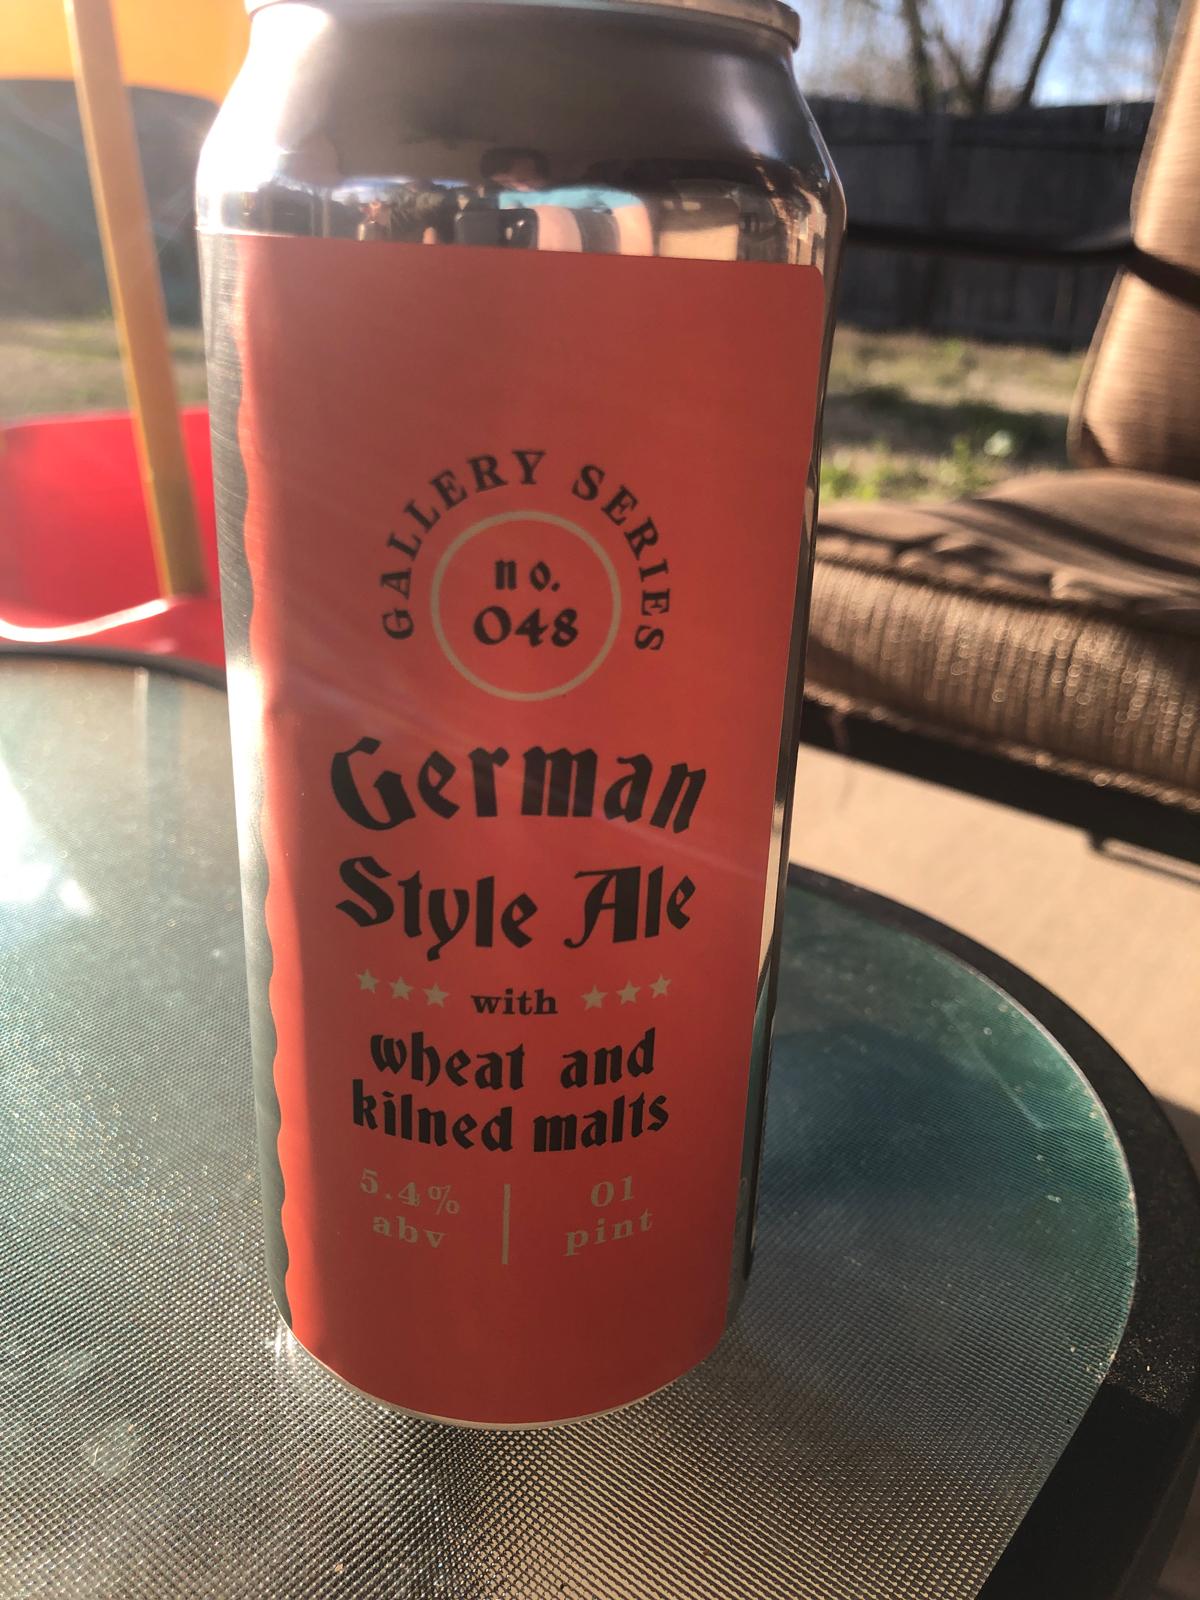 GALLERY SERIES
no.
048
German
Style Ale
with
wheat and
kilned malts
5.4%
abv
01
pint